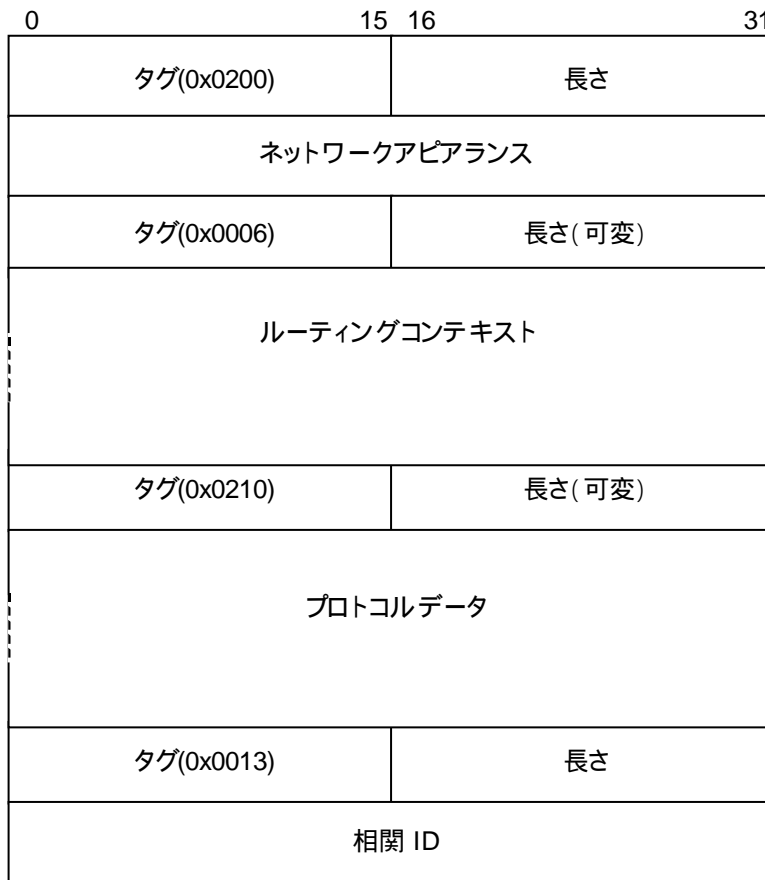 0 15 16 31
タグ(0x0200) 長さ
ネットワークアピアランス
タグ(0x0006) 長さ(可変)
ルーティングコンテキスト
タグ(0x0210) 長さ(可変)
プロトコルデータ
タグ(0x0013) 長さ
相関 ID